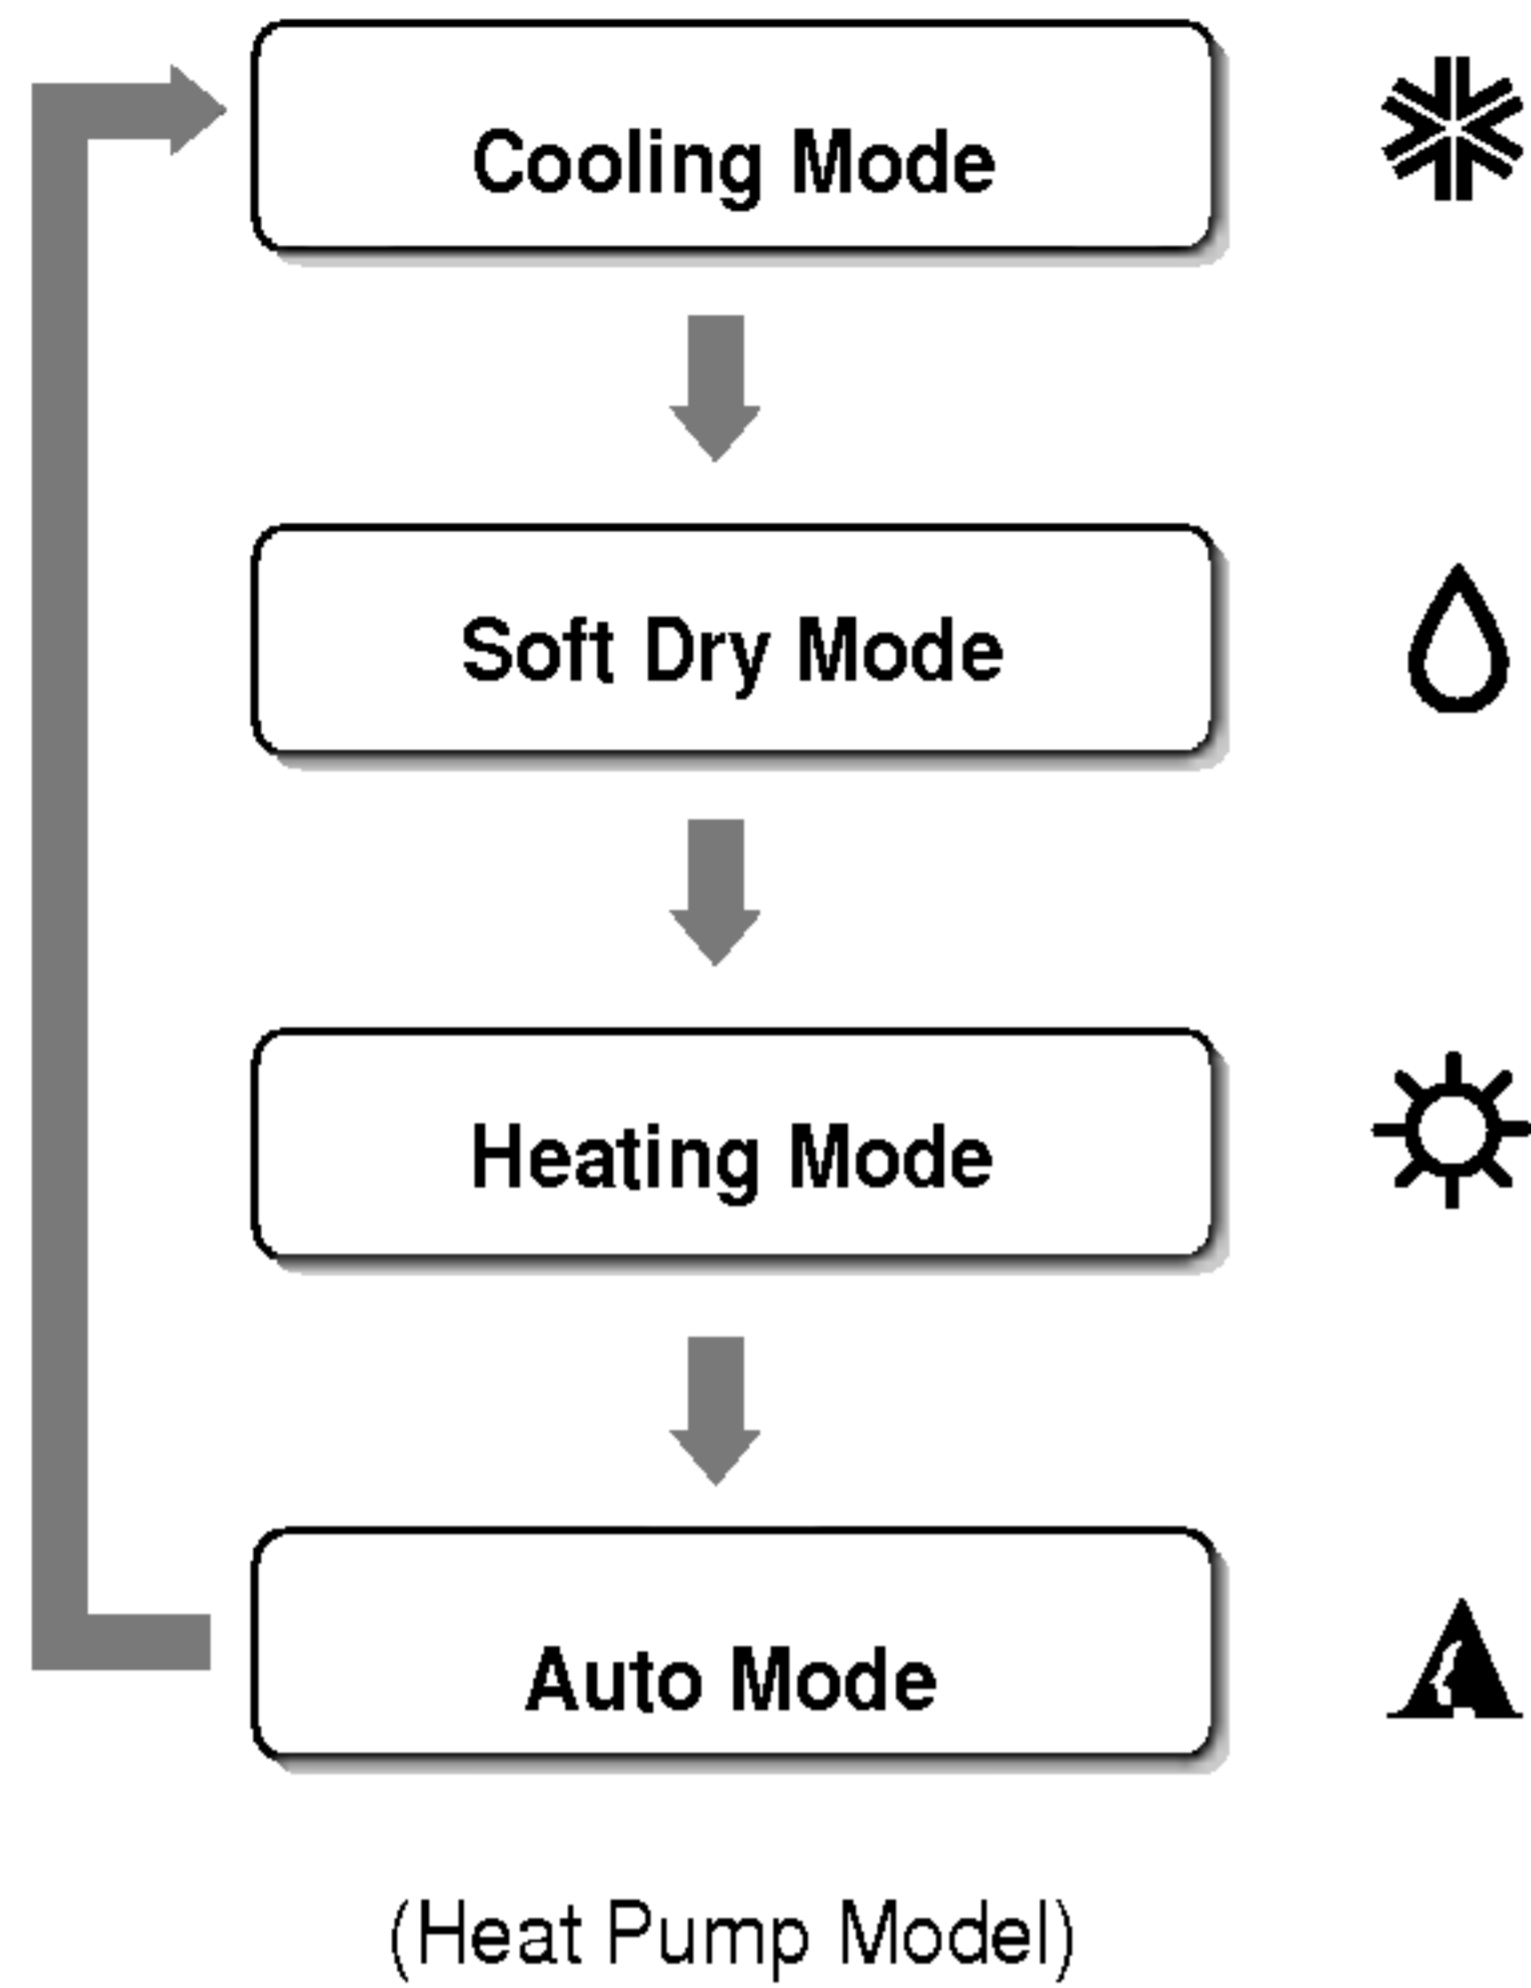 Cooling Mode
Soft Dry Mode
Heating Mode
Auto Mode
(Heat Pump Model)